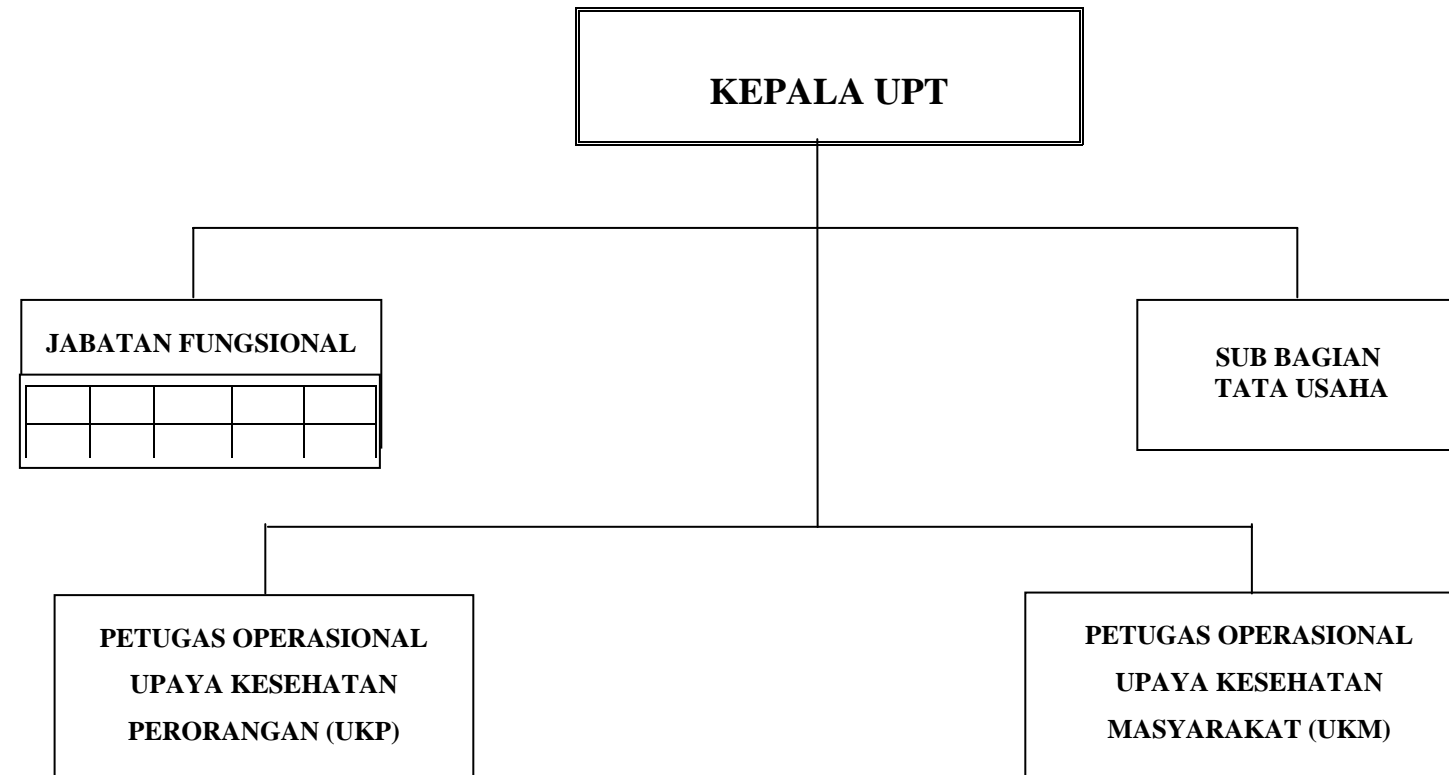 KEPALA UPT
JABATAN FUNGSIONAL
SUB BAGIAN
TATA USAHA
PETUGAS OPERASIONAL
UPAYA KESEHATAN
PERORANGAN (UKP)
PETUGAS OPERASIONAL
UPAYA KESEHATAN
MASYARAKAT (UKM)